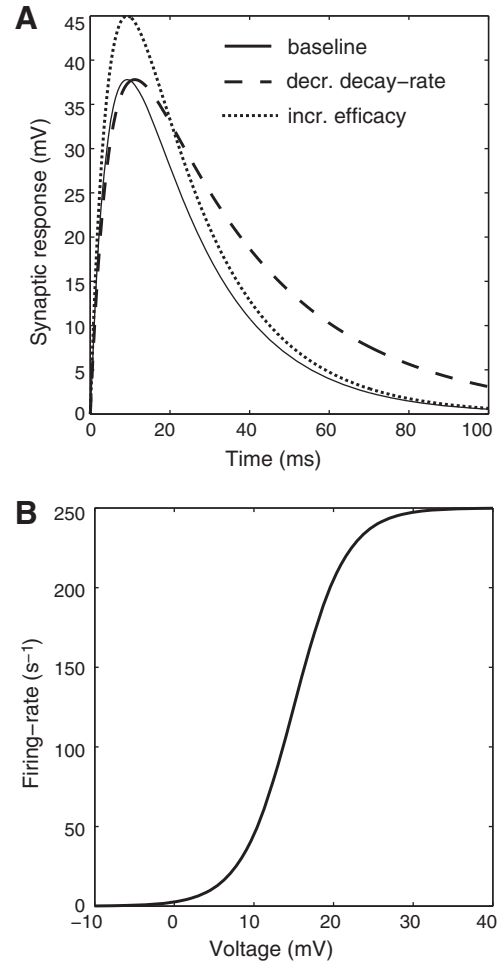 A
45
40
35
30
25
20
15
10
5
0
Synaptic response (mV)
baseline
decr. decay−rate
incr. efficacy
0 20 40 60 80 100
Time (ms)
B
250
200
150
100
50
0
Firing−rate (s⁻¹)
−10 0 10 20 30 40
Voltage (mV)